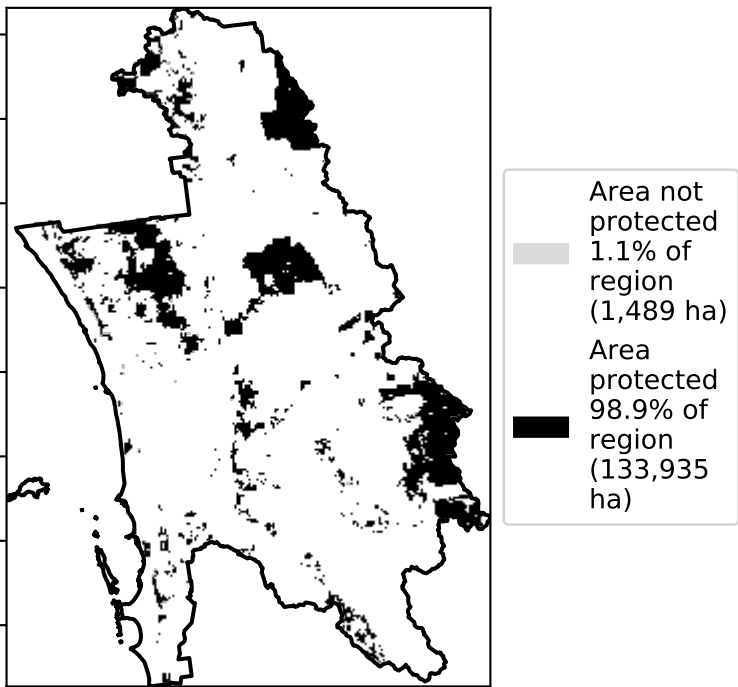 Area not
protected
1.1% of
region
(1,489 ha)
Area
protected
98.9% of
region
(133,935
ha)